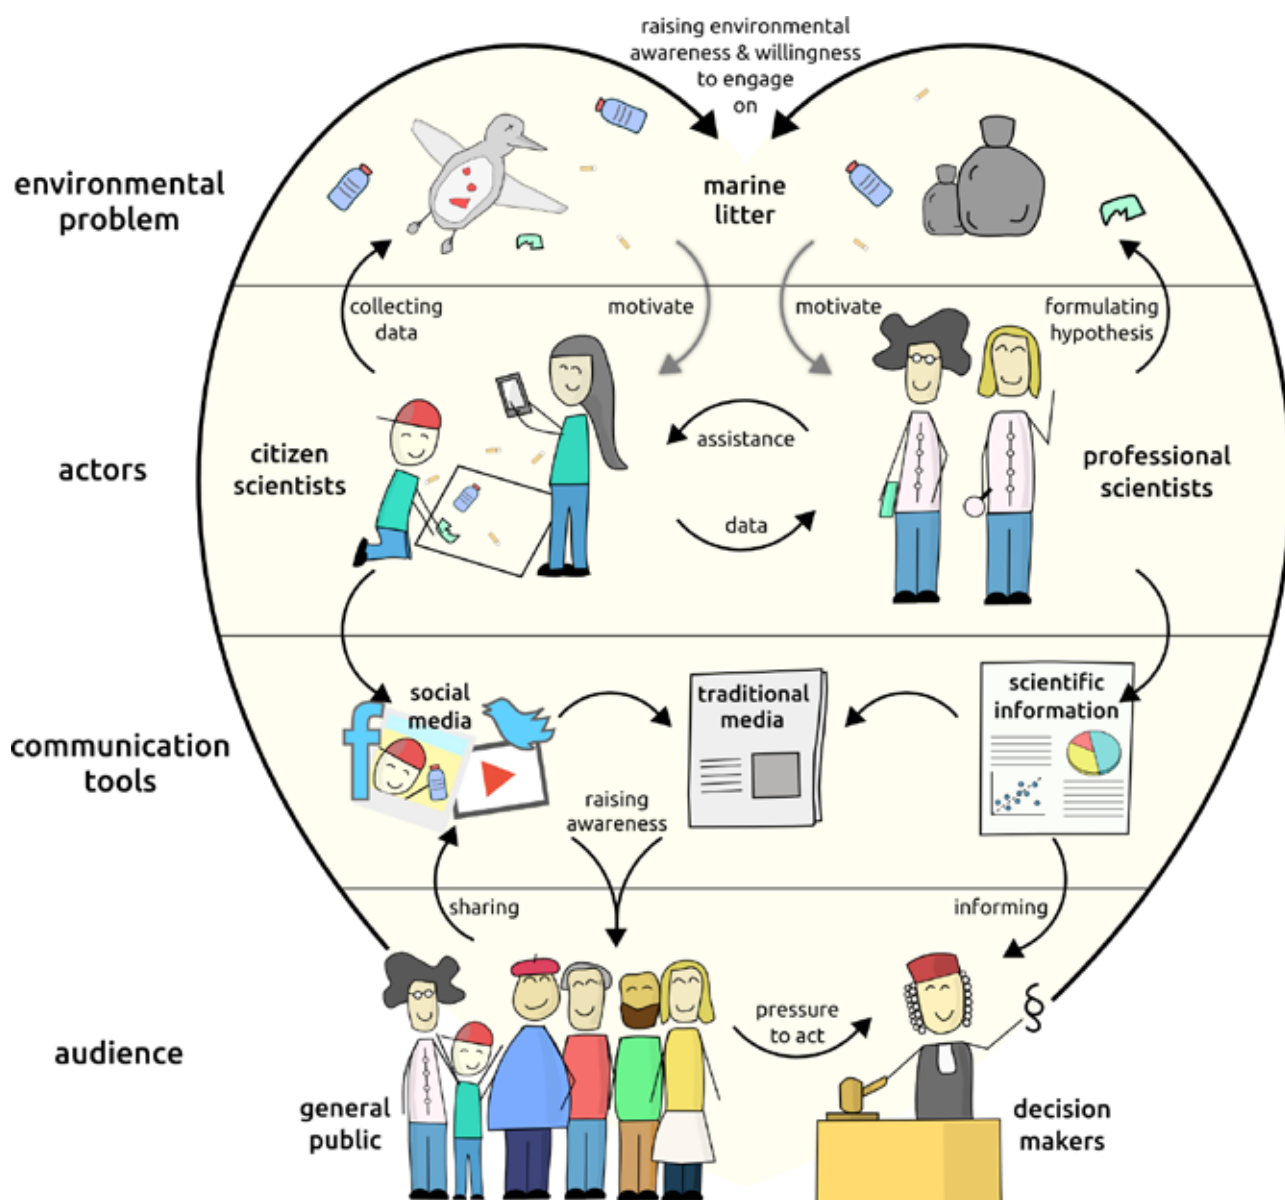 raising environmental
awareness & willingness
to engage
on
environmental
problem
marine
litter
collecting
data
motivate
motivate
formulating
hypothesis
actors
citizen
scientists
assistance
data
professional
scientists
communication
tools
social
media
traditional
media
scientific
information
raising
awareness
sharing
informing
audience
general
public
pressure
to act
§
decision
makers